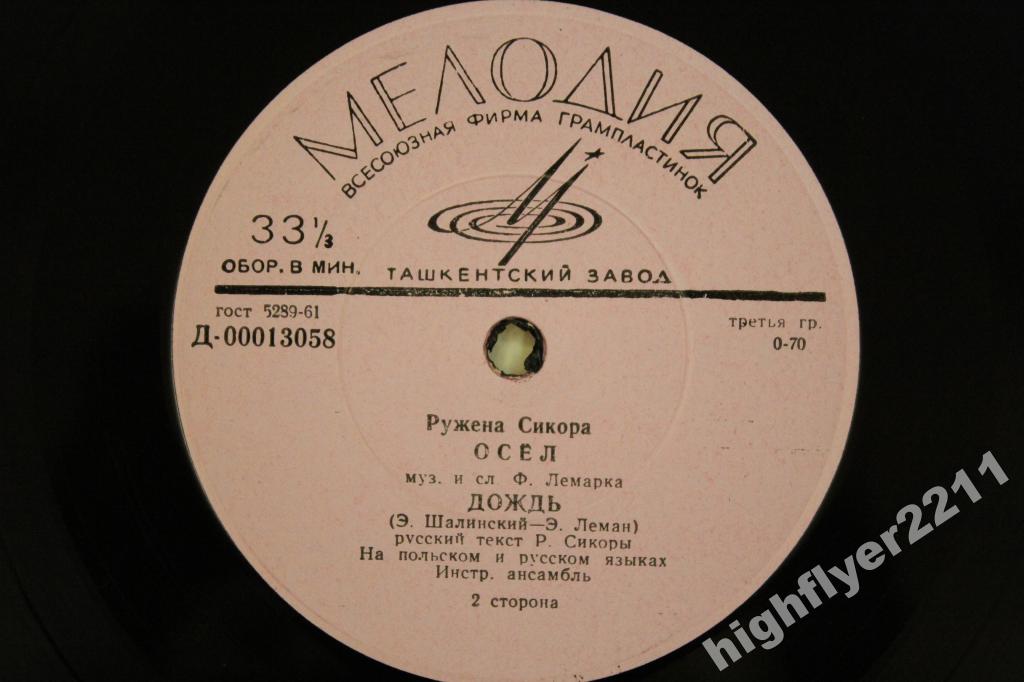 МЕЛОДИЯ
ВСЕСОЮЗНАЯ ФИРМА ГРАМПЛАСТИНОК
33⅓
ОБОР. В МИН.
ТАШКЕНТСКИЙ ЗАВОД
гост 5289-61
Д-00013058
третья гр.
0-70
Ружена Сикора
ОСЁЛ
муз. и сл Ф. Лемарка
ДОЖДЬ
(Э. Шалинский—Э. Леман)
русский текст Р. Сикоры
На польском и русском языках
Инстр. ансамбль
2 сторона
highflyer2211